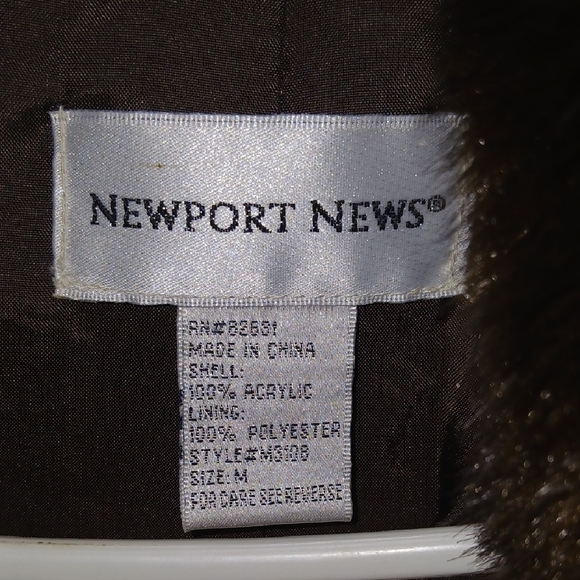 NEWPORT NEWS®
RN#82631
MADE IN CHINA
SHELL:
100% ACRYLIC
LINING:
100% POLYESTER
STYLE#M3108
SIZE: M
FOR CARE SEE REVERSE